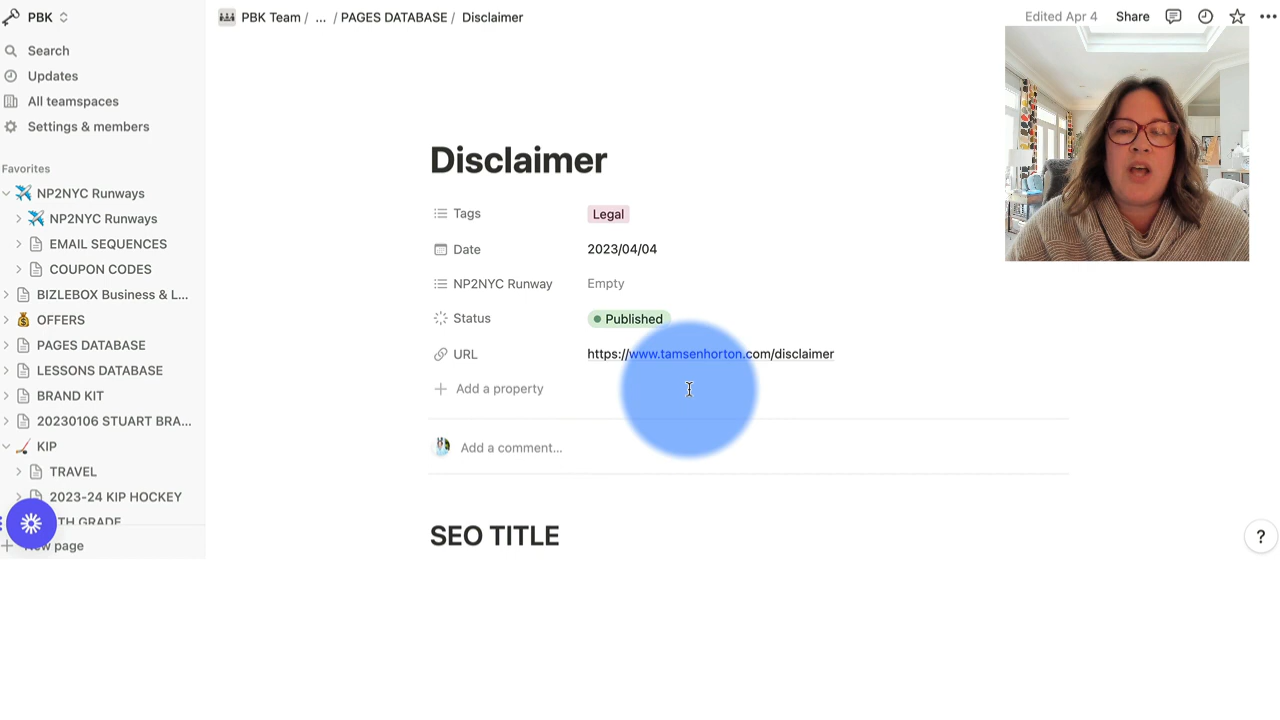 PBK
PBK Team / ... / PAGES DATABASE / Disclaimer
Edited Apr 4
Share
Search
Updates
All teamspaces
Settings & members
Favorites
NP2NYC Runways
NP2NYC Runways
EMAIL SEQUENCES
COUPON CODES
BIZLEBOX Business & L...
OFFERS
PAGES DATABASE
LESSONS DATABASE
BRAND KIT
20230106 STUART BRA...
KIP
TRAVEL
2023-24 KIP HOCKEY
TH GRADE
page
Disclaimer
Tags Legal
Date 2023/04/04
NP2NYC Runway Empty
Status Published
URL https://www.tamsenhorton.com/disclaimer
Add a property
Add a comment...
SEO TITLE
?